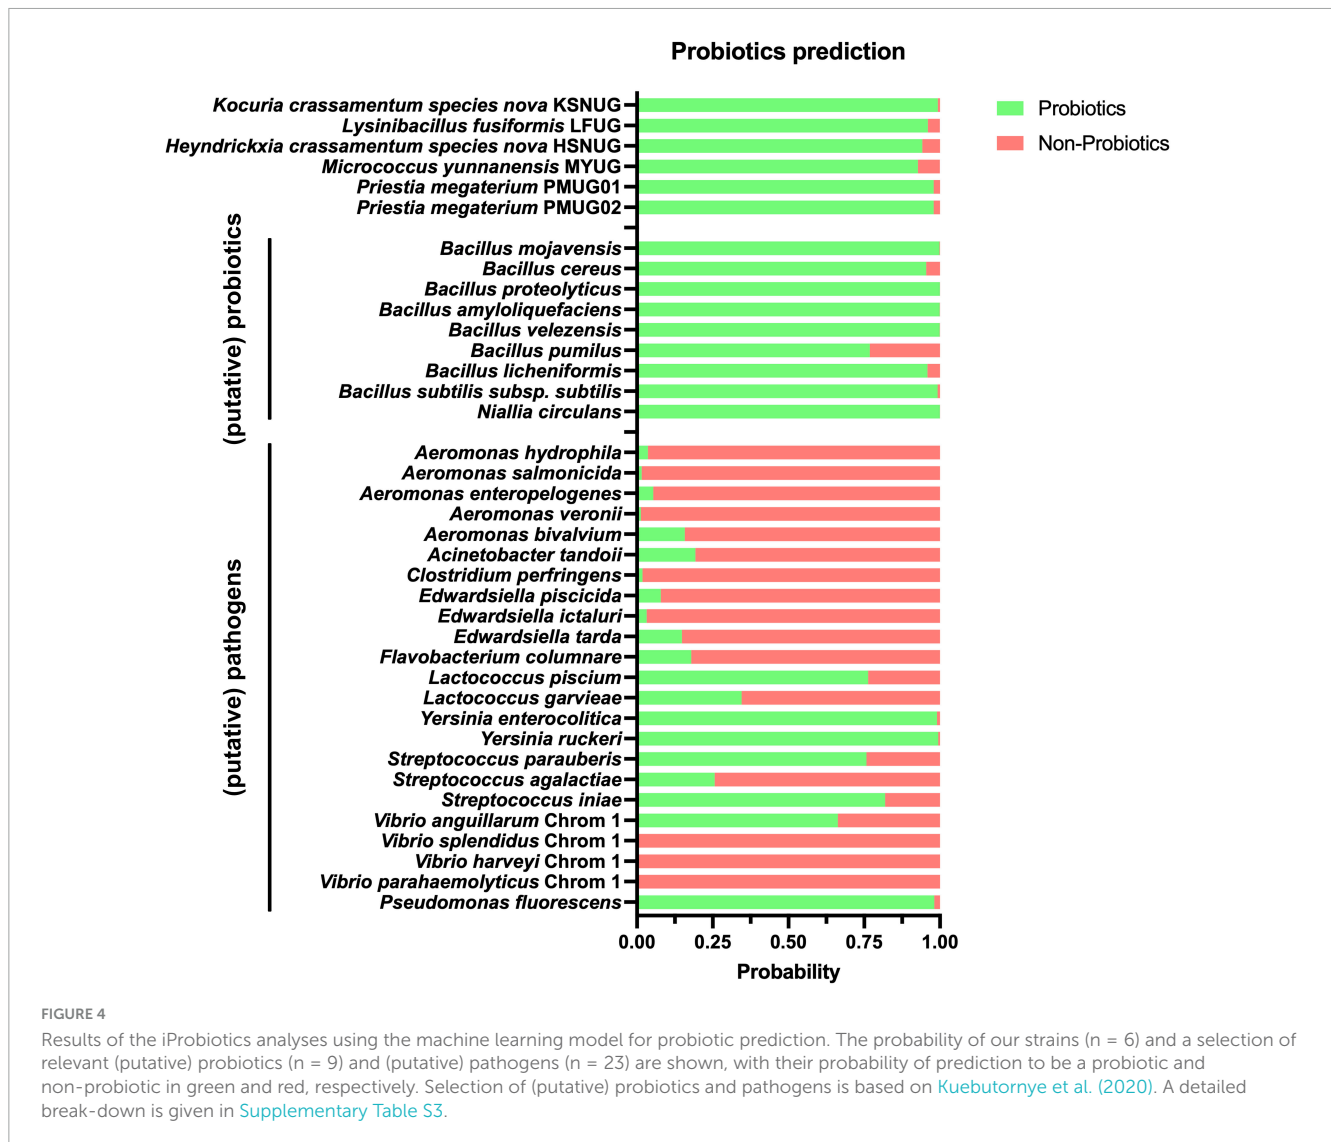 Probiotics prediction
Kocuria crassamentum species nova KSNUG
Lysinibacillus fusiformis LFUG
Heyndrickxia crassamentum species nova HSNUG
Micrococcus yunnanensis MYUG
Priestia megaterium PMUG01
Priestia megaterium PMUG02
Probiotics
Non-Probiotics
(putative) probiotics
Bacillus mojavensis
Bacillus cereus
Bacillus proteolyticus
Bacillus amyloliquefaciens
Bacillus velezensis
Bacillus pumilus
Bacillus licheniformis
Bacillus subtilis subsp. subtilis
Niallia circulans
(putative) pathogens
Aeromonas hydrophila
Aeromonas salmonicida
Aeromonas enteropelogenes
Aeromonas veronii
Aeromonas bivalvium
Acinetobacter tandoii
Clostridium perfringens
Edwardsiella piscicida
Edwardsiella ictaluri
Edwardsiella tarda
Flavobacterium columnare
Lactococcus piscium
Lactococcus garvieae
Yersinia enterocolitica
Yersinia ruckeri
Streptococcus parauberis
Streptococcus agalactiae
Streptococcus iniae
Vibrio anguillarum Chrom 1
Vibrio splendidus Chrom 1
Vibrio harveyi Chrom 1
Vibrio parahaemolyticus Chrom 1
Pseudomonas fluorescens
0.00 0.25 0.50 0.75 1.00
Probability
FIGURE 4
Results of the iProbiotics analyses using the machine learning model for probiotic prediction. The probability of our strains (n = 6) and a selection of
relevant (putative) probiotics (n = 9) and (putative) pathogens (n = 23) are shown, with their probability of prediction to be a probiotic and
non-probiotic in green and red, respectively. Selection of (putative) probiotics and pathogens is based on Kuebutornye et al. (2020). A detailed
break-down is given in Supplementary Table S3.